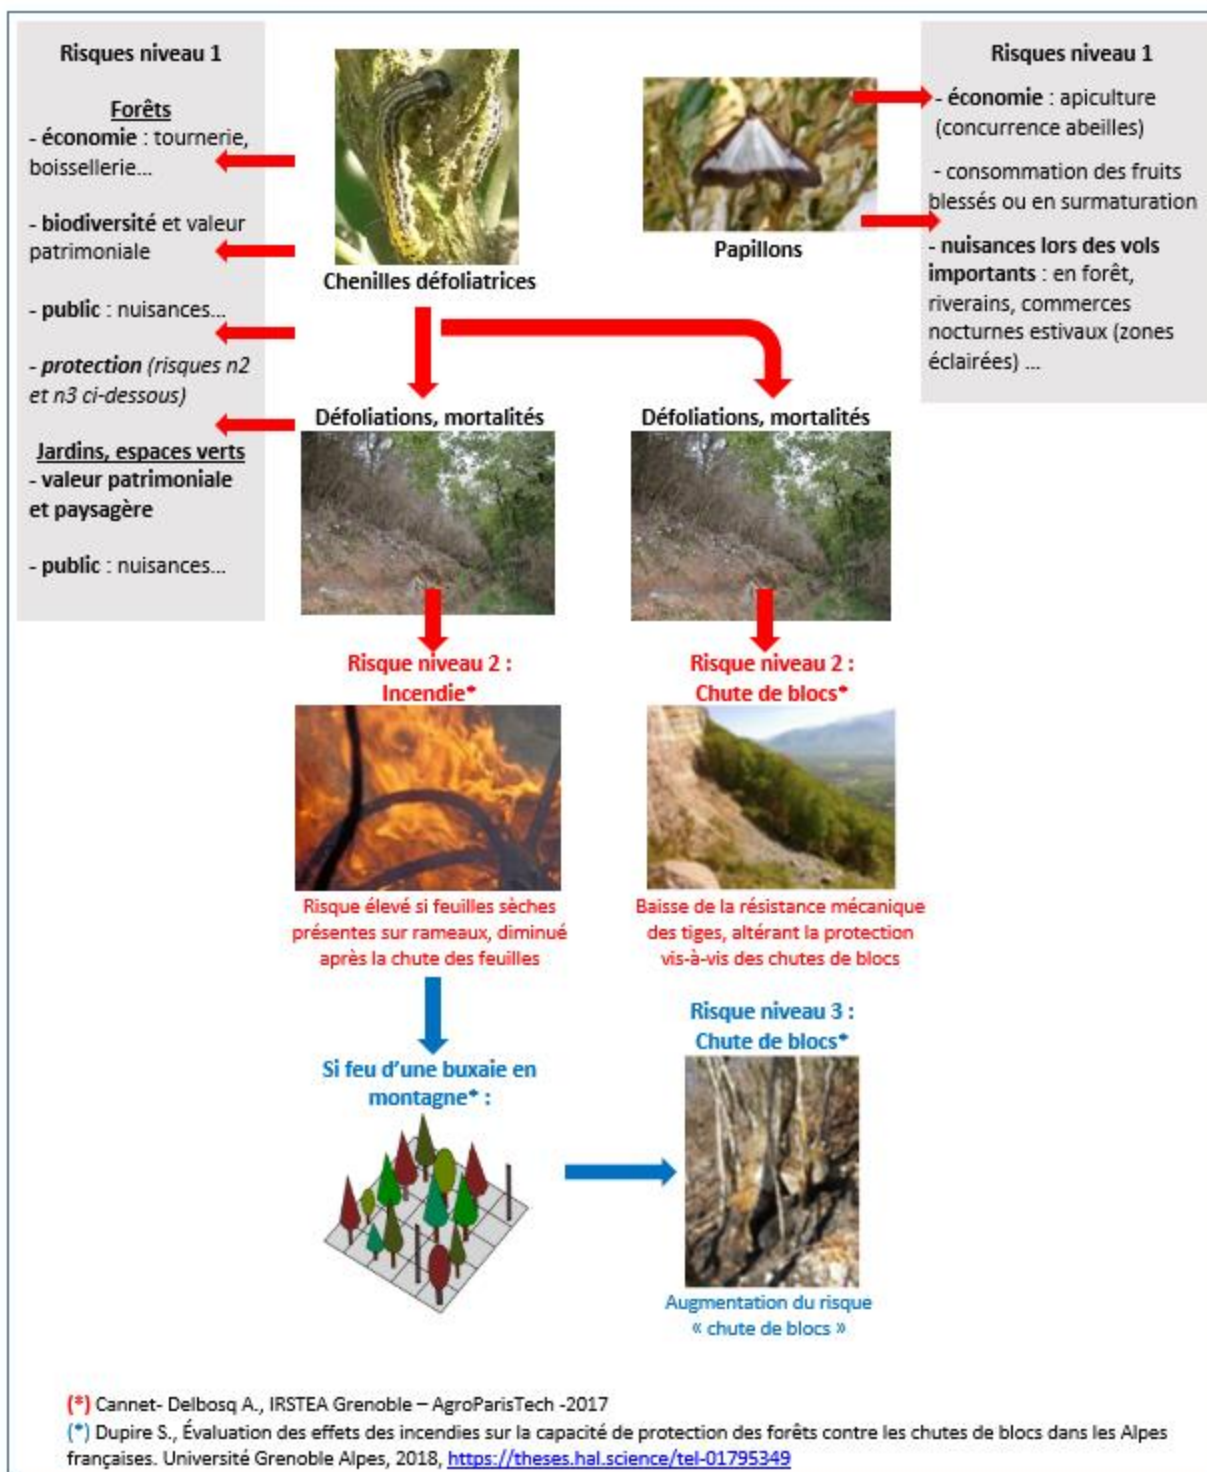 Risques niveau 1
Forêts
- économie : tournerie,
boissellerie...
- biodiversité et valeur
patrimoniale
- public : nuisances...
- protection (risques n2
et n3 ci-dessous)
Jardins, espaces verts
- valeur patrimoniale
et paysagère
- public : nuisances...
Chenilles défoliatrices
Papillons
Risques niveau 1
- économie : apiculture
(concurrence abeilles)
- consommation des fruits
blessés ou en surmaturation
- nuisances lors des vols
importants : en forêt,
riverains, commerces
nocturnes estivaux (zones
éclairées) ...
Défoliations, mortalités
Défoliations, mortalités
Risque niveau 2 :
Incendie*
Risque élevé si feuilles sèches
présentes sur rameaux, diminué
après la chute des feuilles
Risque niveau 2 :
Chute de blocs*
Baisse de la résistance mécanique
des tiges, altérant la protection
vis-à-vis des chutes de blocs
Si feu d'une buxaie en
montagne* :
Risque niveau 3 :
Chute de blocs*
Augmentation du risque
« chute de blocs »
(*) Cannet- Delbosq A., IRSTEA Grenoble – AgroParisTech -2017
(*) Dupire S., Évaluation des effets des incendies sur la capacité de protection des forêts contre les chutes de blocs dans les Alpes
françaises. Université Grenoble Alpes, 2018, https://theses.hal.science/tel-01795349